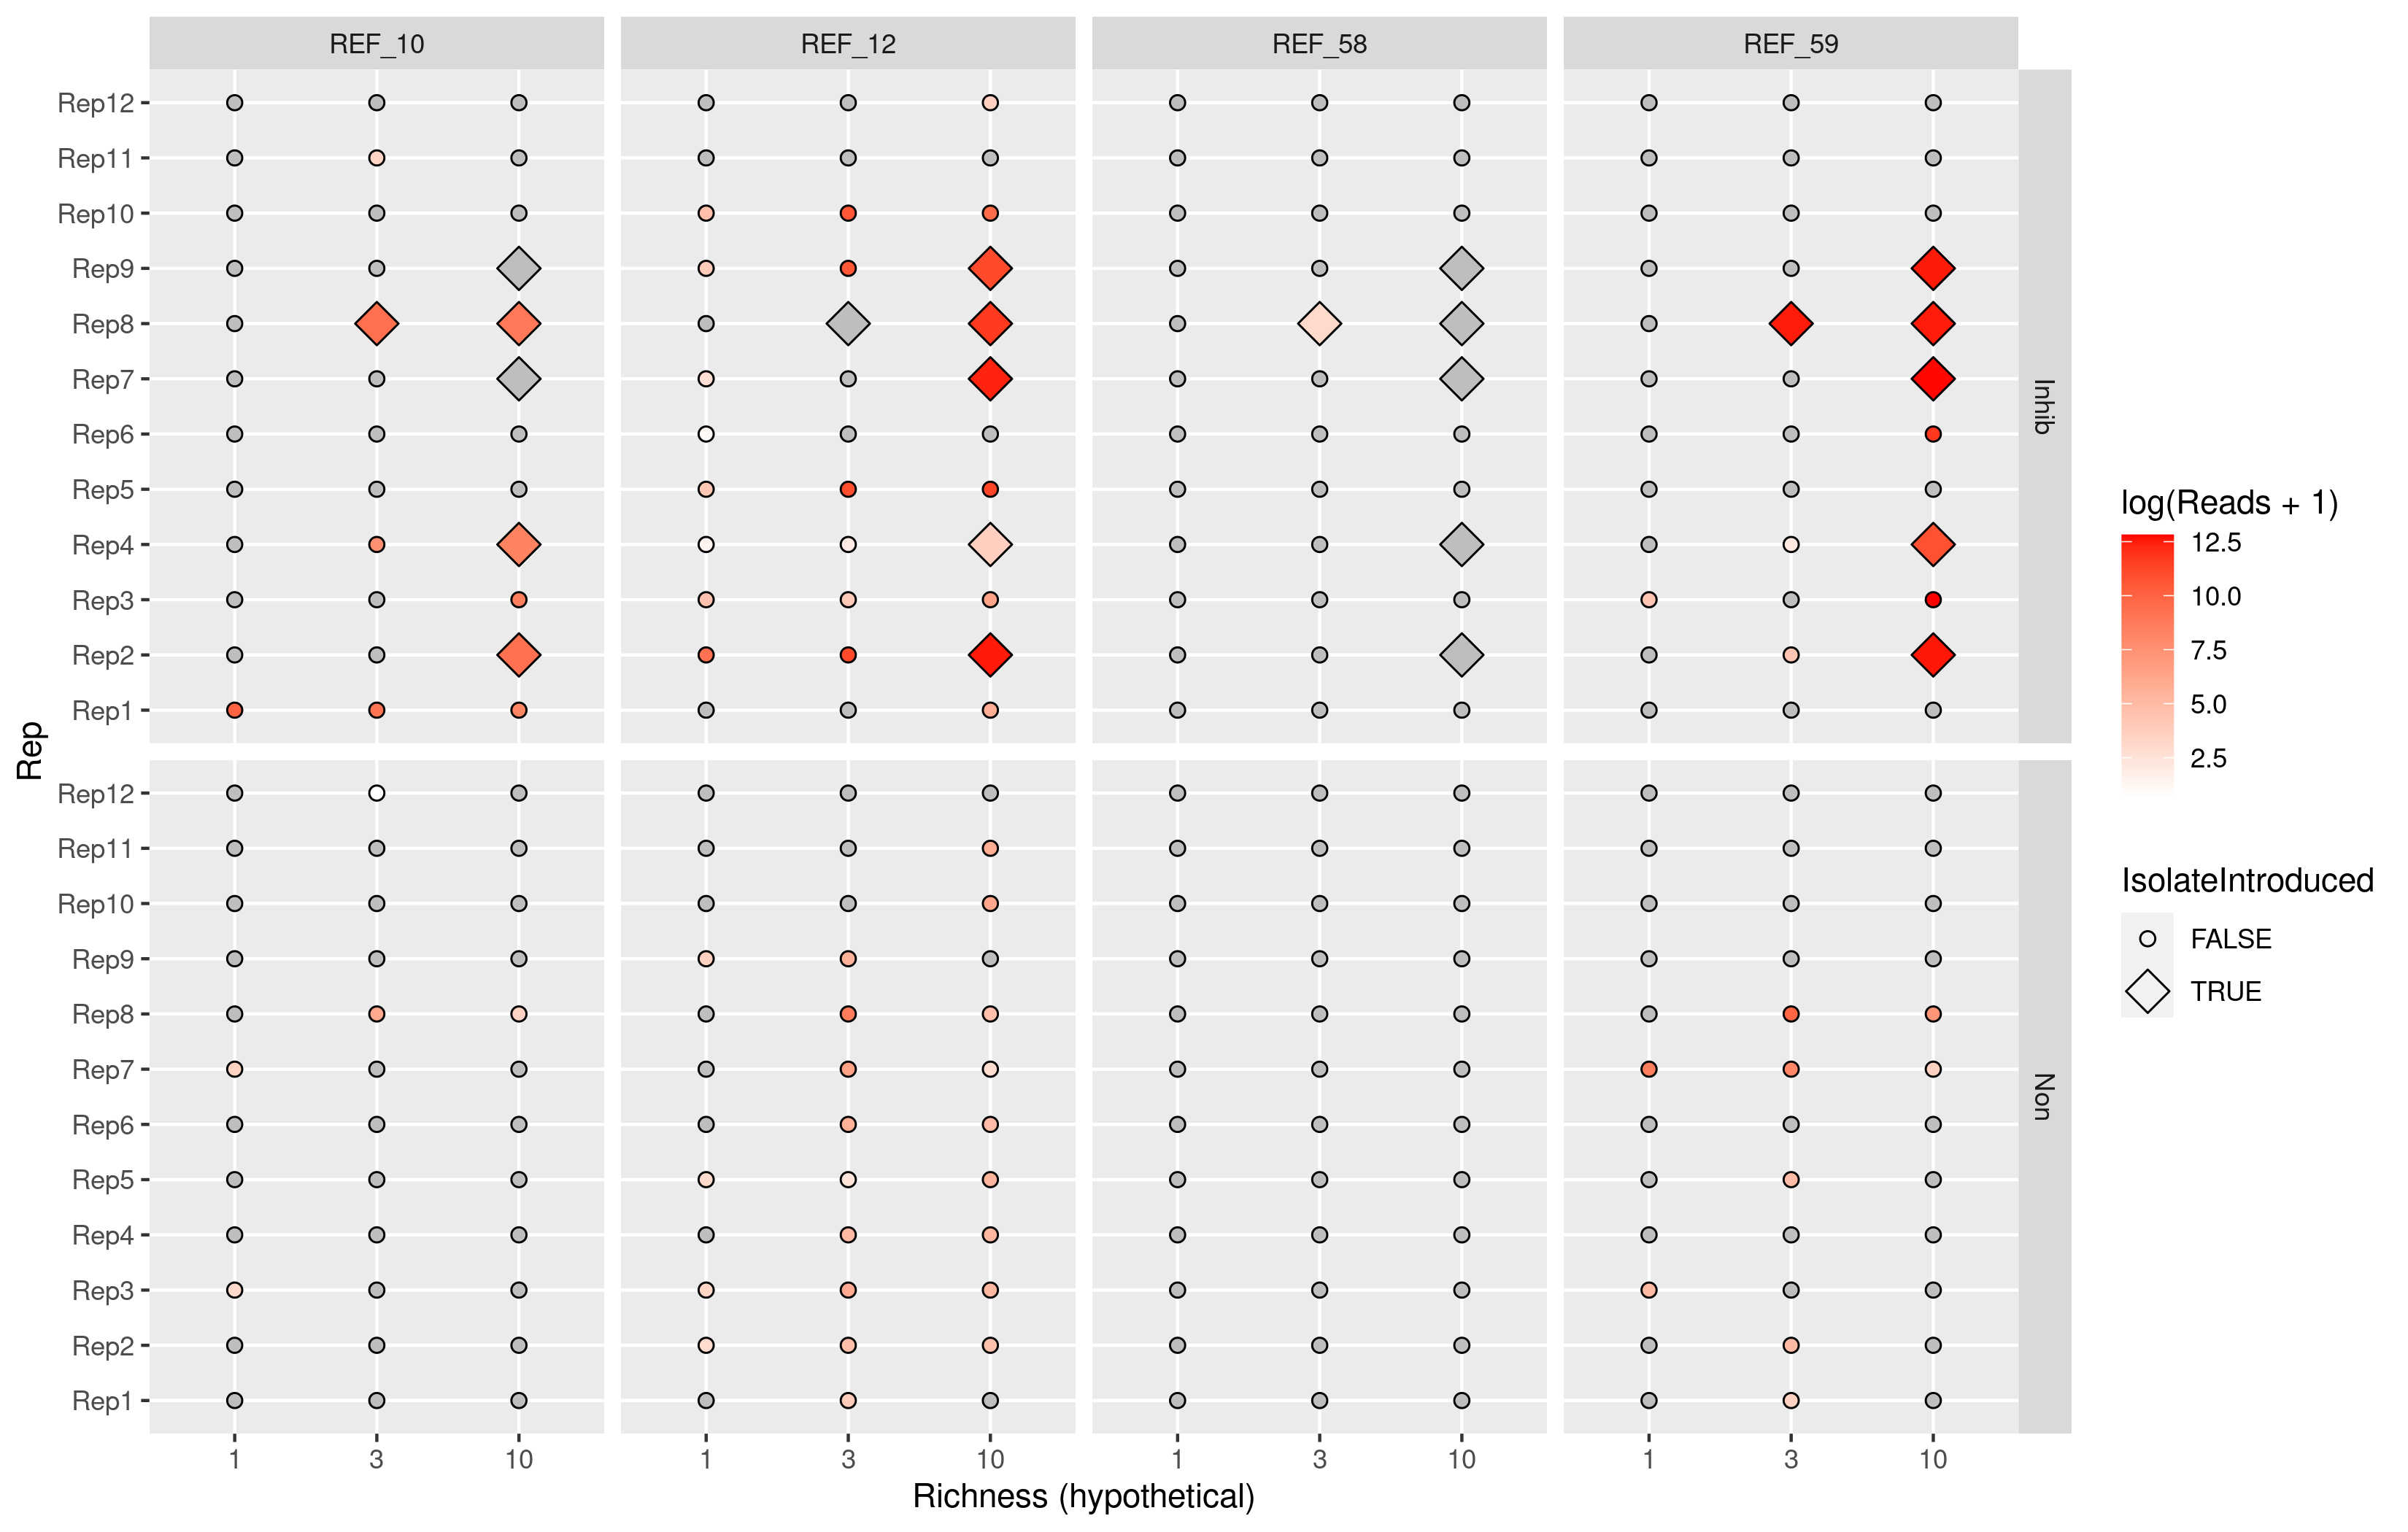 REF_10 REF_12 REF_58 REF_59
Rep12
Rep11
Rep10
Rep9
Rep8
Rep7
Rep6
Rep5
Rep4
Rep3
Rep2
Rep1
Inhib
Rep
Rep12
Rep11
Rep10
Rep9
Rep8
Rep7
Rep6
Rep5
Rep4
Rep3
Rep2
Rep1
Non
1 3 10 1 3 10 1 3 10 1 3 10
Richness (hypothetical)
log(Reads + 1)
12.5
10.0
7.5
5.0
2.5
IsolateIntroduced
FALSE
TRUE